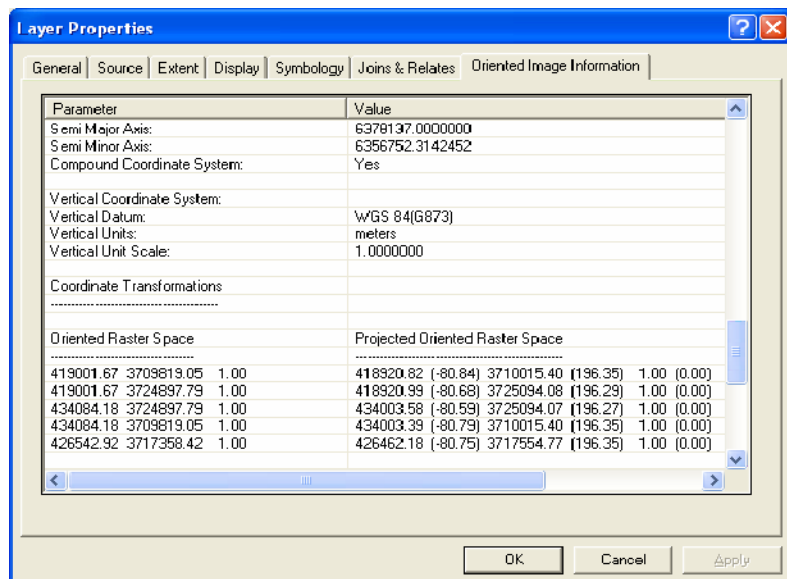 Layer Properties
General Source Extent Display Symbology Joins & Relates Oriented Image Information
Parameter Value
Semi Major Axis: 6378137.0000000
Semi Minor Axis: 6356752.3142452
Compound Coordinate System: Yes
Vertical Coordinate System:
Vertical Datum: WGS 84(G873)
Vertical Units: meters
Vertical Unit Scale: 1.0000000
Coordinate Transformations
------------------------------------------
Oriented Raster Space Projected Oriented Raster Space
------------------------------------ ----------------------------------------------------
419001.67 3709819.05 1.00 418920.82 (-80.84) 3710015.40 (196.35) 1.00 (0.00)
419001.67 3724897.79 1.00 418920.99 (-80.68) 3725094.08 (196.29) 1.00 (0.00)
434084.18 3724897.79 1.00 434003.58 (-80.59) 3725094.07 (196.27) 1.00 (0.00)
434084.18 3709819.05 1.00 434003.39 (-80.79) 3710015.40 (196.35) 1.00 (0.00)
426542.92 3717358.42 1.00 426462.18 (-80.75) 3717554.77 (196.35) 1.00 (0.00)
OK Cancel Apply